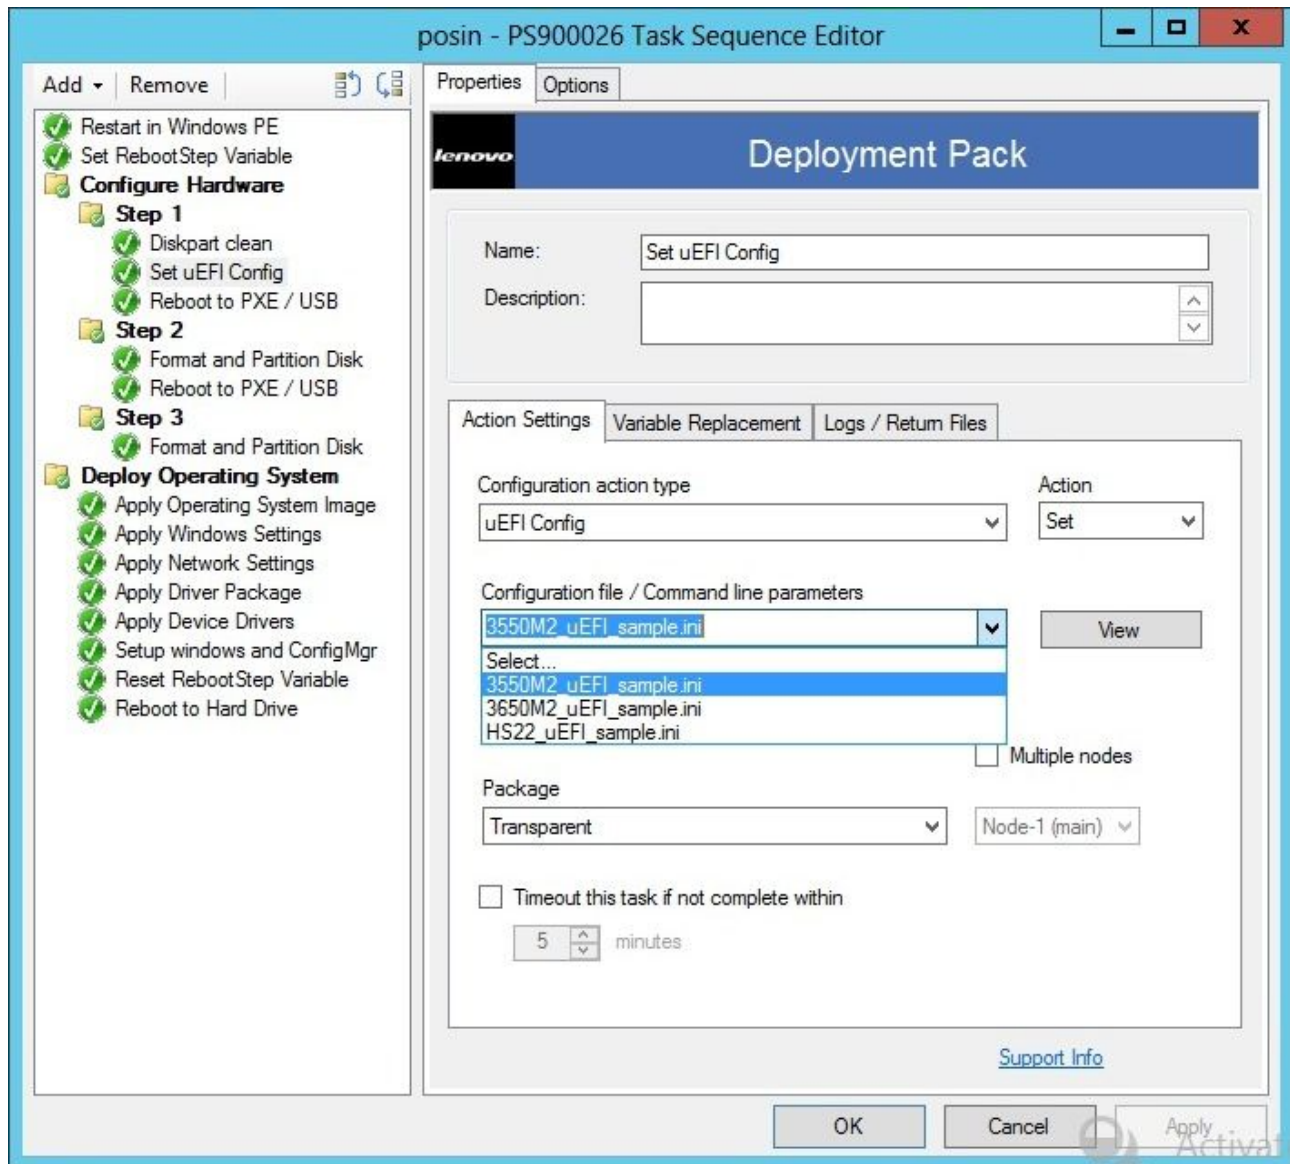 posin - PS900026 Task Sequence Editor
X
Add
Remove
Restart in Windows PE
Set RebootStep Variable
Configure Hardware
Step 1
Diskpart clean
Set uEFI Config
Reboot to PXE / USB
Step 2
Format and Partition Disk
Reboot to PXE / USB
Step 3
Format and Partition Disk
Deploy Operating System
Apply Operating System Image
Apply Windows Settings
Apply Network Settings
Apply Driver Package
Apply Device Drivers
Setup windows and ConfigMgr
Reset RebootStep Variable
Reboot to Hard Drive
Properties
Options
lenovo
Deployment Pack
Name:
Set uEFI Config
Description:
Action Settings
Variable Replacement
Logs / Return Files
Configuration action type
Action
uEFI Config
Set
Configuration file / Command line parameters
3550M2_uEFI_sample.ini
View
Select...
3550M2_uEFI_sample.ini
3650M2_uEFI_sample.ini
HS22_uEFI_sample.ini
Multiple nodes
Package
Transparent
Node-1 (main)
Timeout this task if not complete within
5
minutes
Support Info
OK
Cancel
Apply